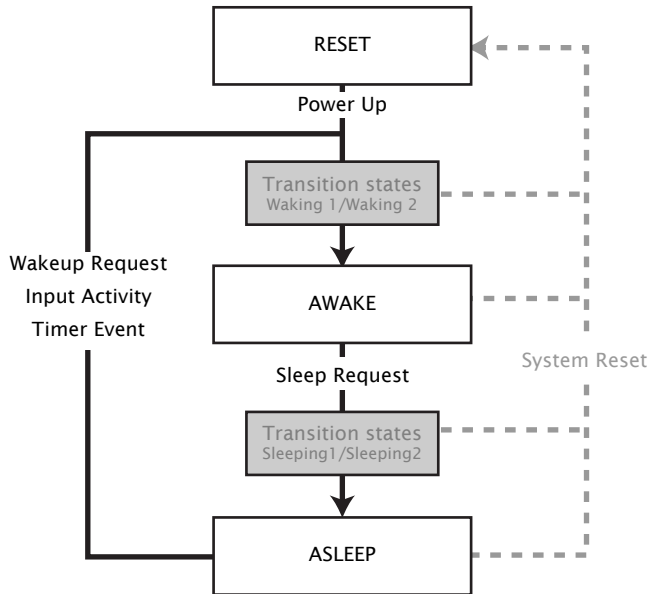 RESET
Power Up
Transition states
Waking 1/Waking 2
Wakeup Request
Input Activity
Timer Event
AWAKE
System Reset
Sleep Request
Transition states
Sleeping1/Sleeping2
ASLEEP